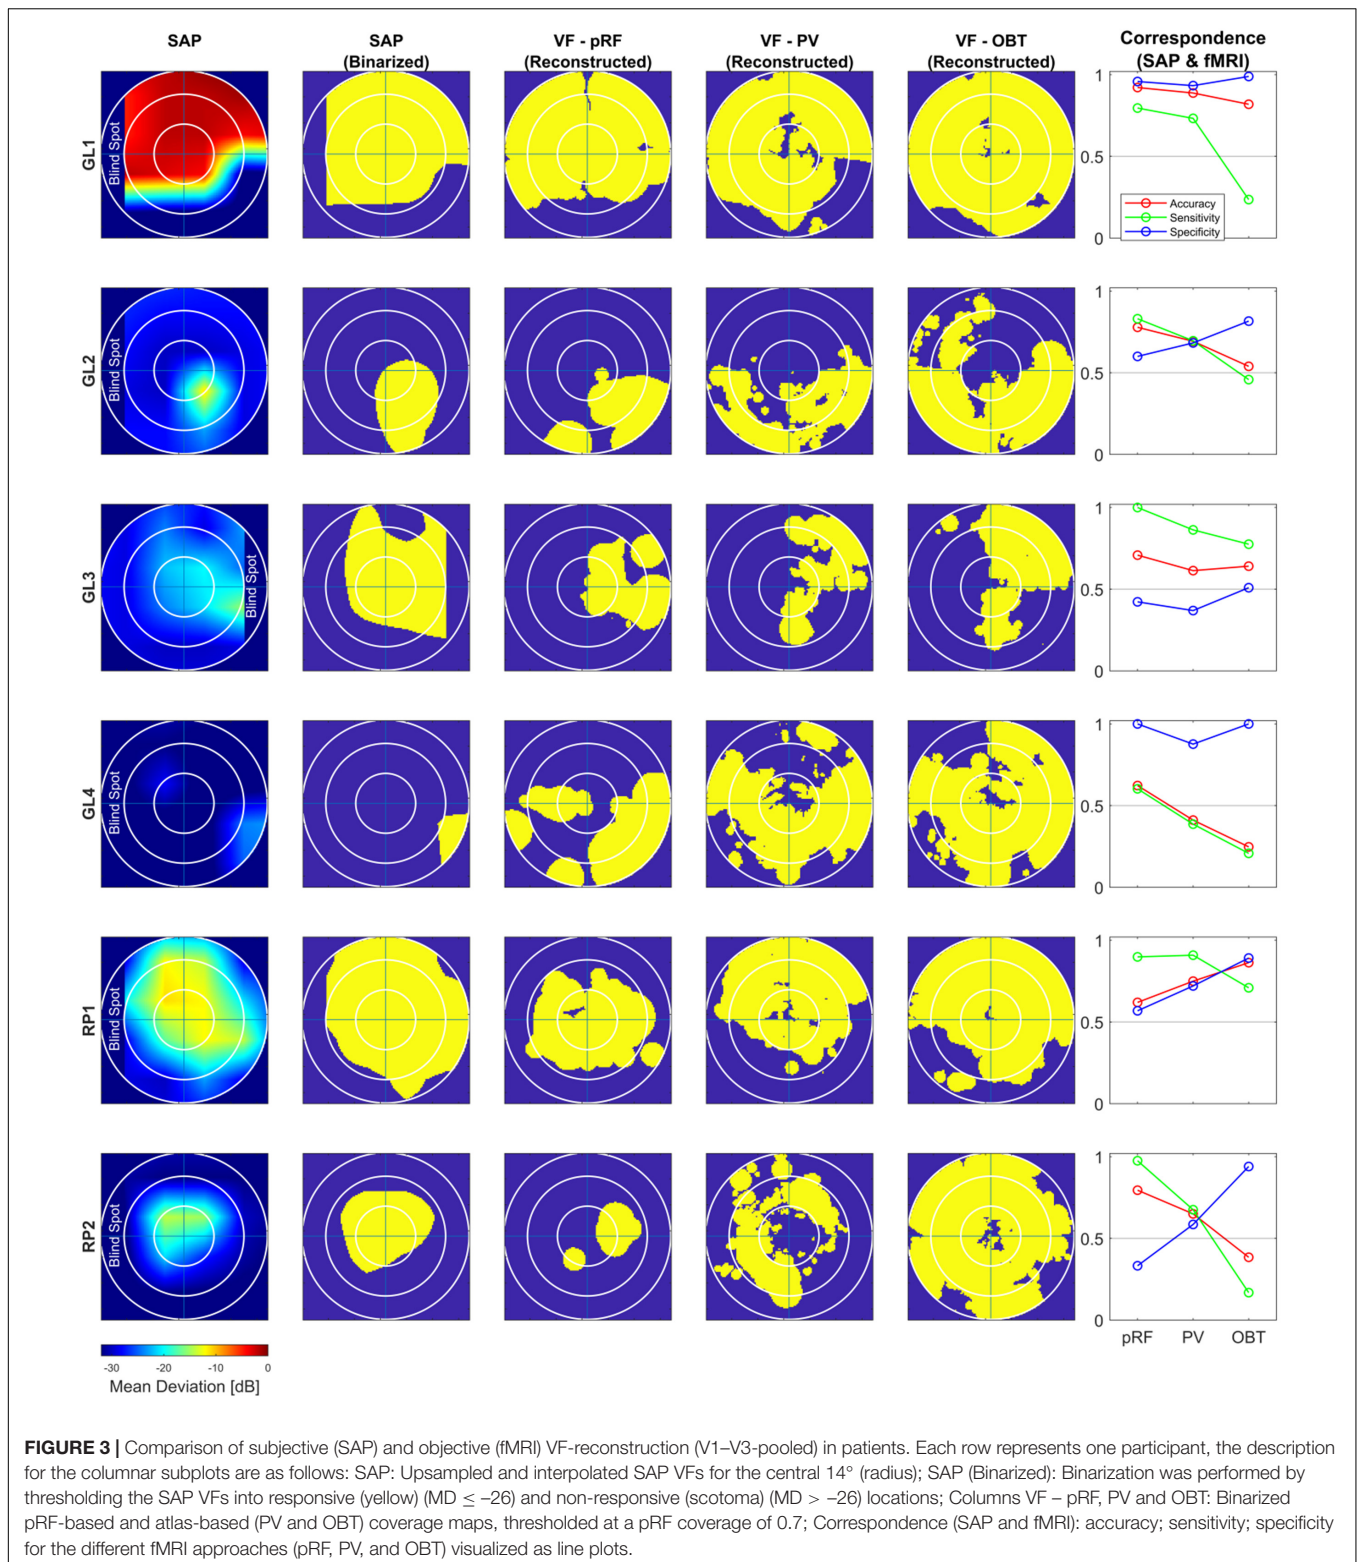 SAP
SAP
(Binarized)
VF - pRF
(Reconstructed)
VF - PV
(Reconstructed)
VF - OBT
(Reconstructed)
Correspondence
(SAP & fMRI)
GL1
Blind Spot
1
0.5
0
Accuracy
Sensitivity
Specificity
GL2
Blind Spot
1
0.5
0
GL3
Blind Spot
1
0.5
0
GL4
Blind Spot
1
0.5
0
RP1
Blind Spot
1
0.5
0
RP2
Blind Spot
1
0.5
0
pRF PV OBT
-30 -20 -10 0
Mean Deviation [dB]
FIGURE 3 | Comparison of subjective (SAP) and objective (fMRI) VF-reconstruction (V1–V3-pooled) in patients. Each row represents one participant, the description
for the columnar subplots are as follows: SAP: Upsampled and interpolated SAP VFs for the central 14° (radius); SAP (Binarized): Binarization was performed by
thresholding the SAP VFs into responsive (yellow) (MD ≤ –26) and non-responsive (scotoma) (MD > –26) locations; Columns VF – pRF, PV and OBT: Binarized
pRF-based and atlas-based (PV and OBT) coverage maps, thresholded at a pRF coverage of 0.7; Correspondence (SAP and fMRI): accuracy; sensitivity; specificity
for the different fMRI approaches (pRF, PV, and OBT) visualized as line plots.